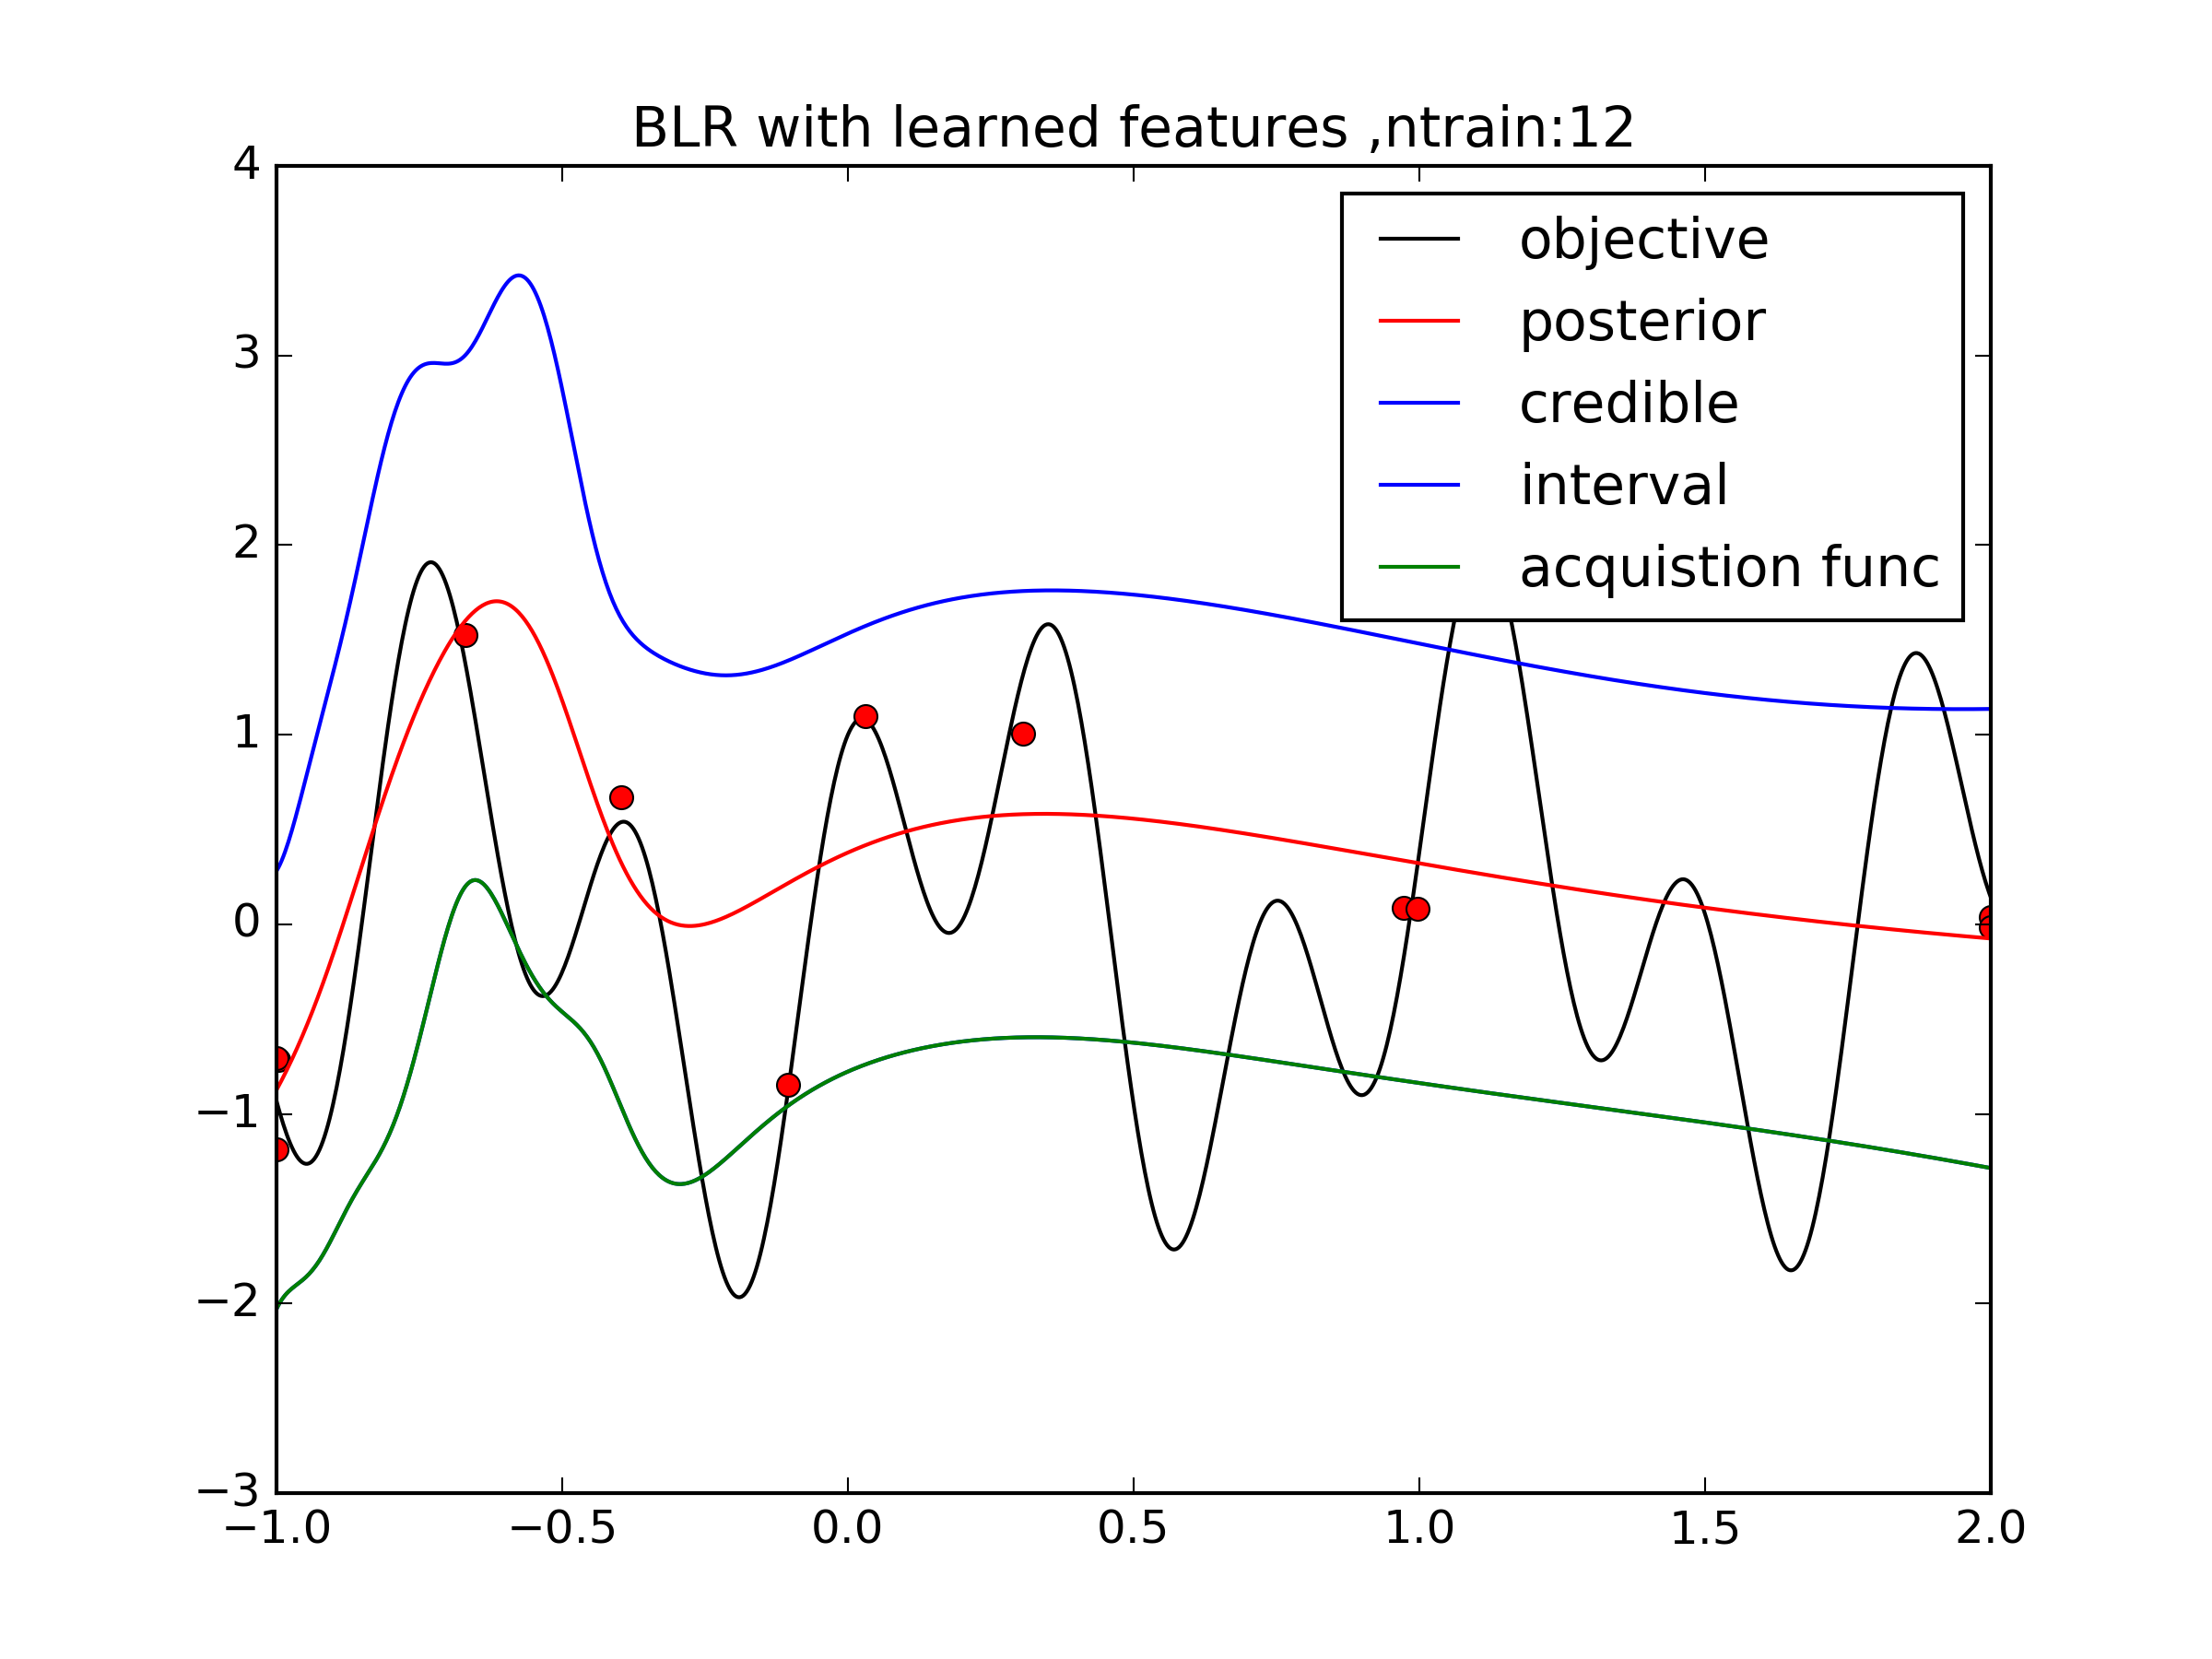 BLR with learned features ,ntrain:12
4
3
2
1
0
−1
−2
−3
objective
posterior
credible
interval
acquistion func
−1.0 −0.5 0.0 0.5 1.0 1.5 2.0